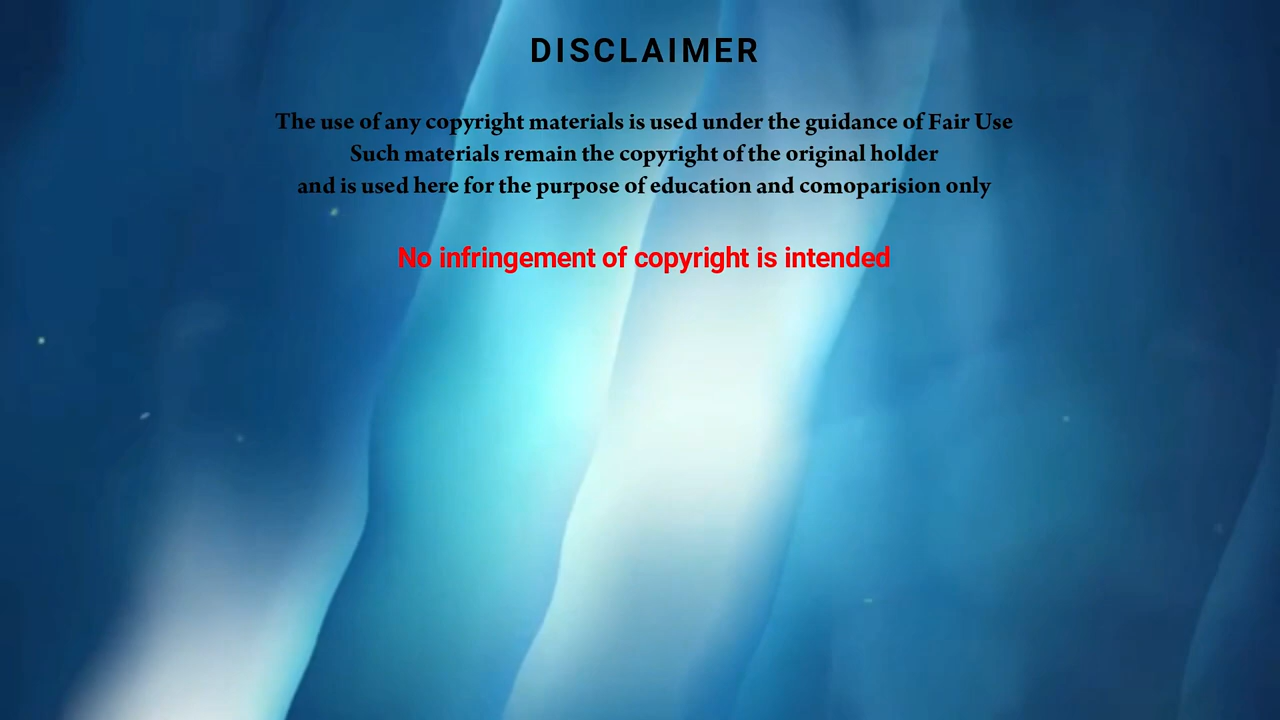 DISCLAIMER
The use of any copyright materials is used under the guidance of Fair Use
Such materials remain the copyright of the original holder
and is used here for the purpose of education and comoparision only
No infringement of copyright is intended